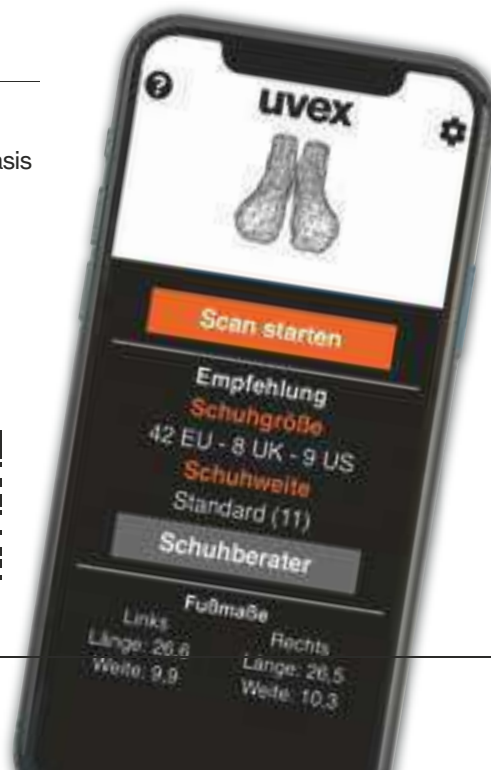 asis
uvex
Scan starten
Empfehlung
Schuhgröße
42 EU - 8 UK - 9 US
Schuhweite
Standard (11)
Schuhberater
Fußmaße
Links Rechts
Länge: 26,6 Länge: 26,5
Weite: 9,9 Weite: 10,3